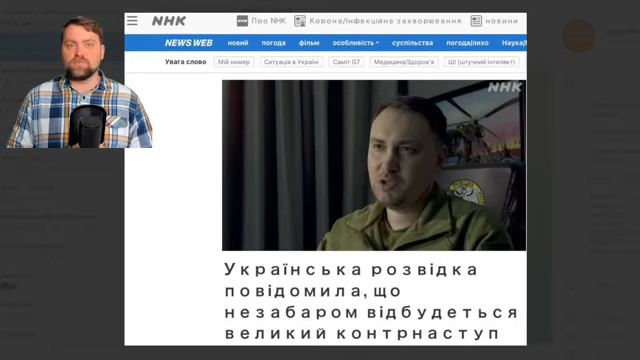 NHK
Про NHK
Корона/Інфекційне захворювання
новини
NEWS WEB
новий погода фільм особливість суспільства погода/лихо Наука/
Увага слово Мій номер Ситуація в Україні Саміт G7 Медицина/Здоров'я ШІ (штучний інтелект)
NHK
Українська розвідка
повідомила, що
незабаром відбудеться
великий контрнаступ